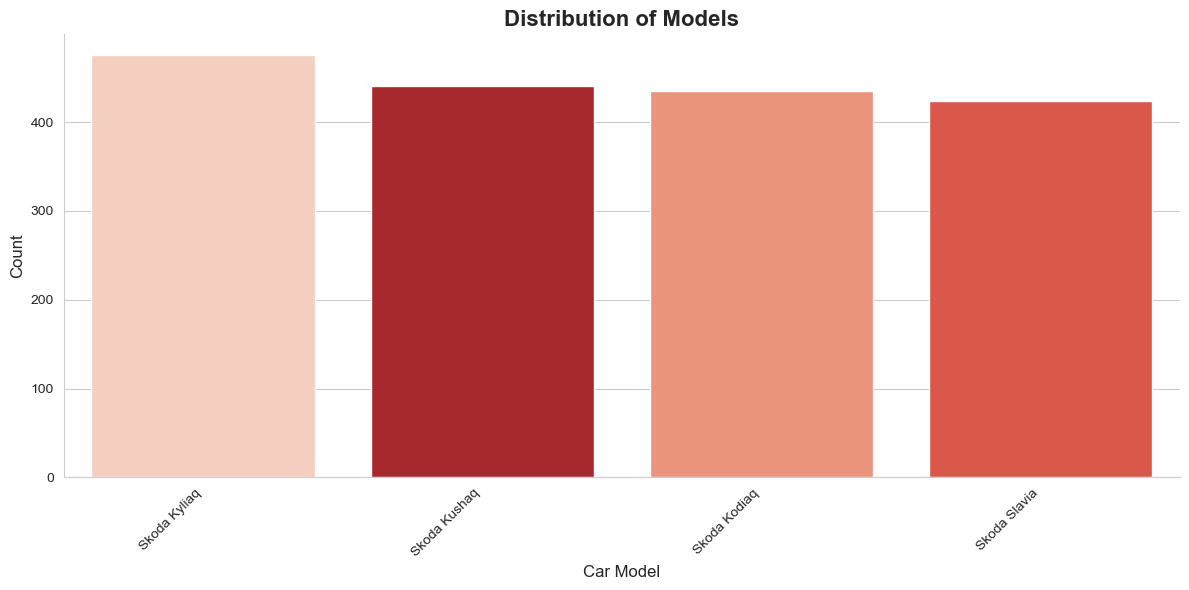 Distribution of Models
Count
400
300
200
100
0
Skoda Kyliaq
Skoda Kushaq
Skoda Kodiaq
Skoda Slavia
Car Model